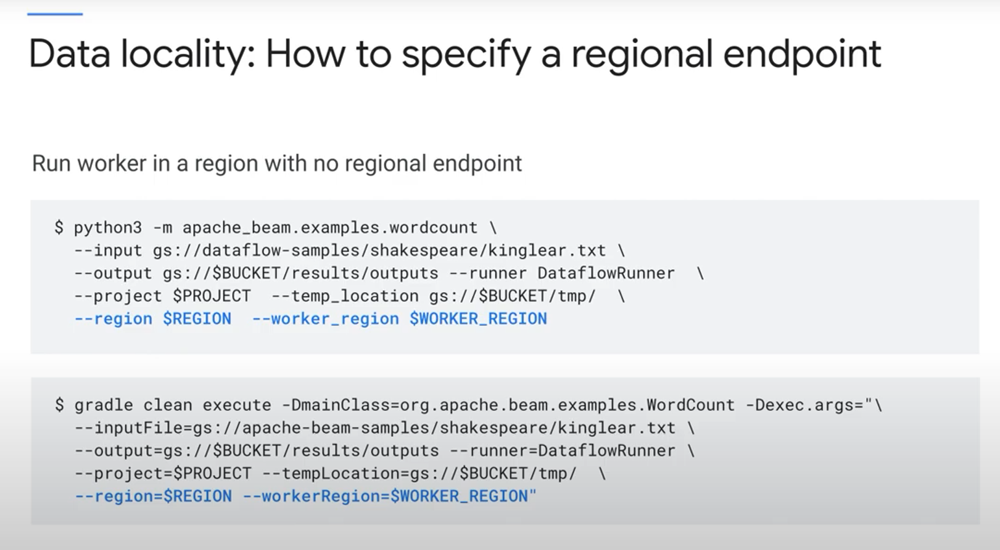 Data locality: How to specify a regional endpoint
Run worker in a region with no regional endpoint
$ python3 -m apache_beam.examples.wordcount \
--input gs://dataflow-samples/shakespeare/kinglear.txt \
--output gs://$BUCKET/results/outputs --runner DataflowRunner \
--project $PROJECT --temp_location gs://$BUCKET/tmp/ \
--region $REGION --worker_region $WORKER_REGION
$ gradle clean execute -DmainClass=org.apache.beam.examples.WordCount -Dexec.args="\
--inputFile=gs://apache-beam-samples/shakespeare/kinglear.txt \
--output=gs://$BUCKET/results/outputs --runner=DataflowRunner \
--project=$PROJECT --tempLocation=gs://$BUCKET/tmp/ \
--region=$REGION --workerRegion=$WORKER_REGION"